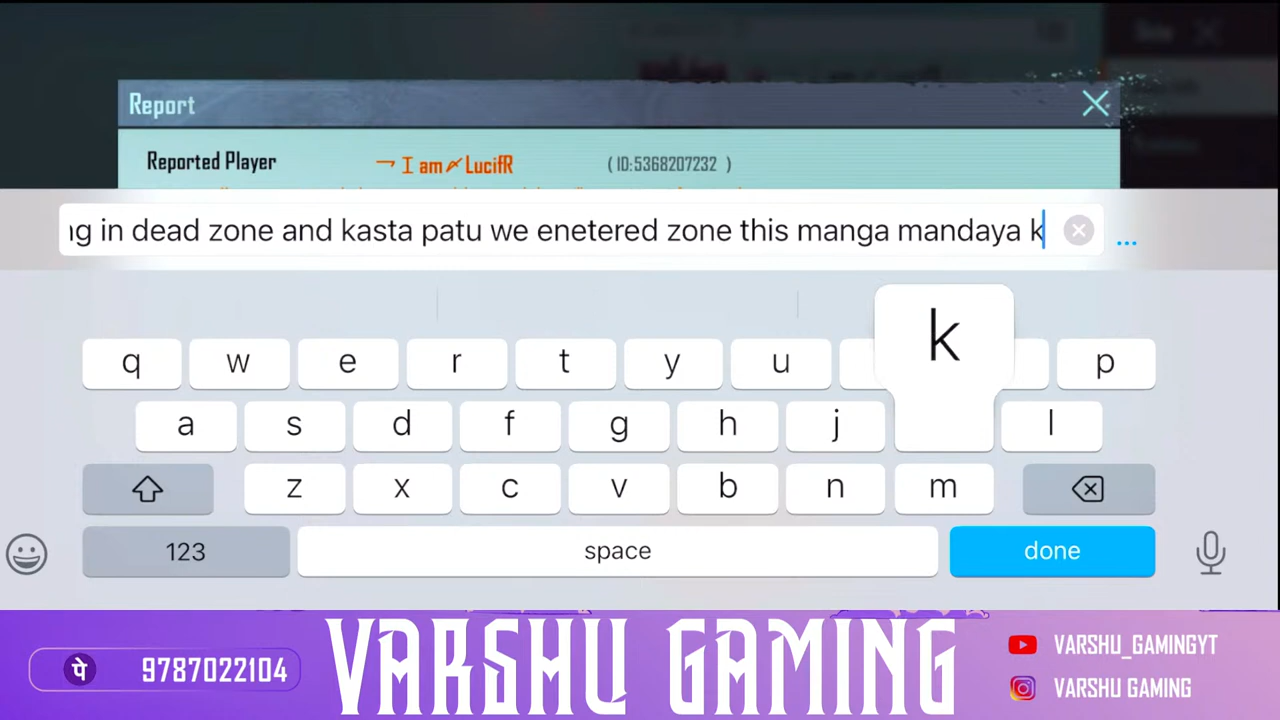 Report
Reported Player I am LucifR (ID:5368207232 )
ng in dead zone and kasta patu we enetered zone this manga mandaya k
k
q w e r t y u p
a s d f g h j l
z x c v b n m
123 space done
पे 9787022104
VARSHU GAMING
VARSHU_GAMINGYT
VARSHU GAMING